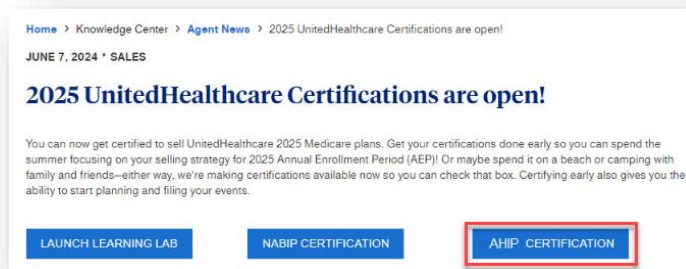 Home > Knowledge Center > Agent News > 2025 UnitedHealthcare Certifications are open!
JUNE 7, 2024 * SALES
2025 UnitedHealthcare Certifications are open!
You can now get certified to sell UnitedHealthcare 2025 Medicare plans. Get your certifications done early so you can spend the
summer focusing on your selling strategy for 2025 Annual Enrollment Period (AEP)! Or maybe spend it on a beach or camping with
family and friends—either way, we're making certifications available now so you can check that box. Certifying early also gives you the
ability to start planning and filing your events.
LAUNCH LEARNING LAB NABIP CERTIFICATION AHIP CERTIFICATION